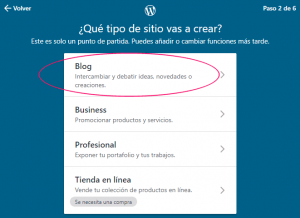 ← Volver
Paso 2 de 6
¿Qué tipo de sitio vas a crear?
Este es solo un punto de partida. Puedes añadir o cambiar funciones más tarde.
Blog
Intercambiar y debatir ideas, novedades o
creaciones.
Business
Promocionar productos y servicios.
Profesional
Exponer tu portafolio y tus trabajos.
Tienda en línea
Vende tu colección de productos en línea.
Se necesita una compra